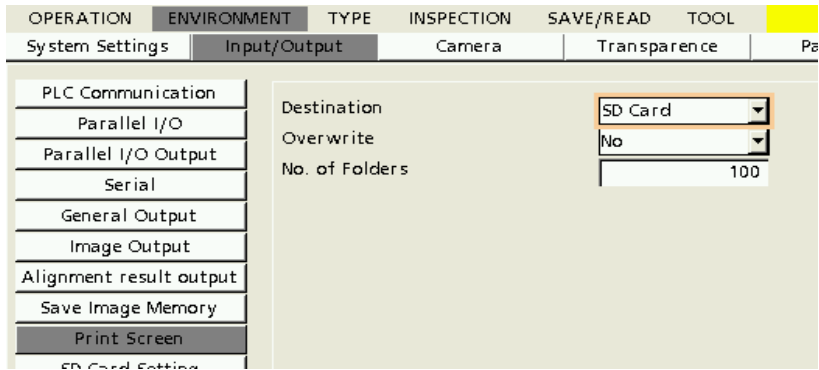 OPERATION ENVIRONMENT TYPE INSPECTION SAVE/READ TOOL
System Settings Input/Output Camera Transparence
PLC Communication
Parallel I/O
Parallel I/O Output
Serial
General Output
Image Output
Alignment result output
Save Image Memory
Print Screen
SD Card Setting
Destination SD Card
Overwrite No
No. of Folders 100